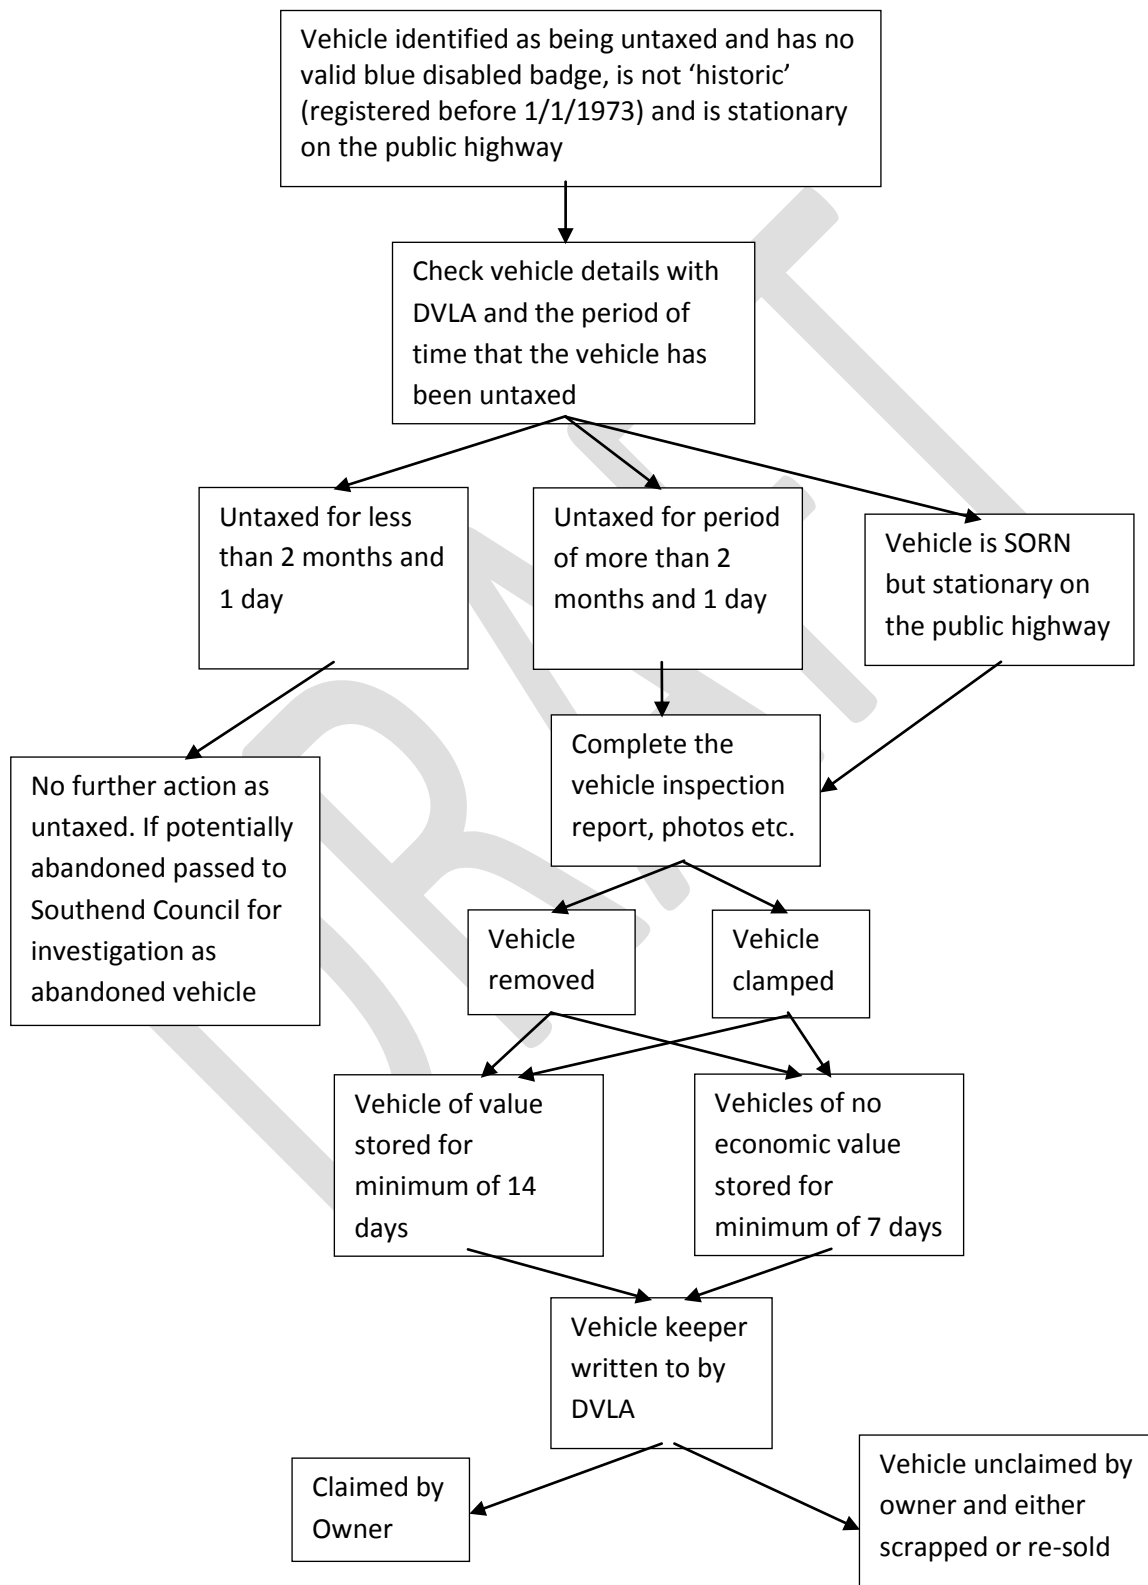 Vehicle identified as being untaxed and has no
valid blue disabled badge, is not ‘historic’
(registered before 1/1/1973) and is stationary
on the public highway
Check vehicle details with
DVLA and the period of
time that the vehicle has
been untaxed
Untaxed for less
than 2 months and
1 day
Untaxed for period
of more than 2
months and 1 day
Vehicle is SORN
but stationary on
the public highway
No further action as
untaxed. If potentially
abandoned passed to
Southend Council for
investigation as
abandoned vehicle
Complete the
vehicle inspection
report, photos etc.
Vehicle
removed
Vehicle
clamped
Vehicle of value
stored for
minimum of 14
days
Vehicles of no
economic value
stored for
minimum of 7 days
Vehicle keeper
written to by
DVLA
Claimed by
Owner
Vehicle unclaimed by
owner and either
scrapped or re-sold
DRAFT